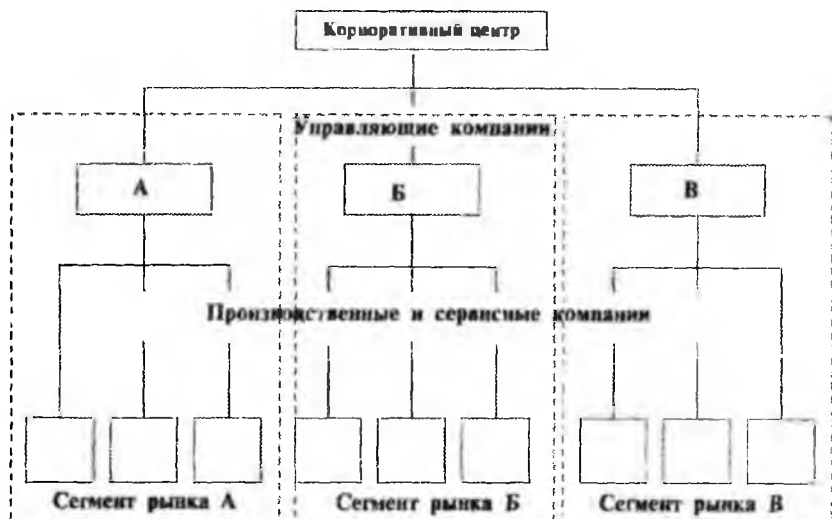 Корпоративный центр
Управляющие компании
А
Б
В
Производственные и сервисные компании
Сегмент рынка А
Сегмент рынка Б
Сегмент рынка В